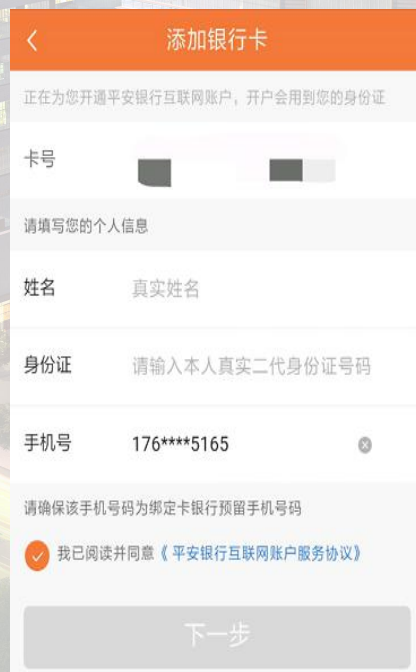 添加银行卡
正在为您开通平安银行互联网账户，开户会用到您的身份证
卡号
请填写您的个人信息
姓名 真实姓名
身份证 请输入本人真实二代身份证号码
手机号 176****5165
请确保该手机号码为绑定卡银行预留手机号码
我已阅读并同意《平安银行互联网账户服务协议》
下一步